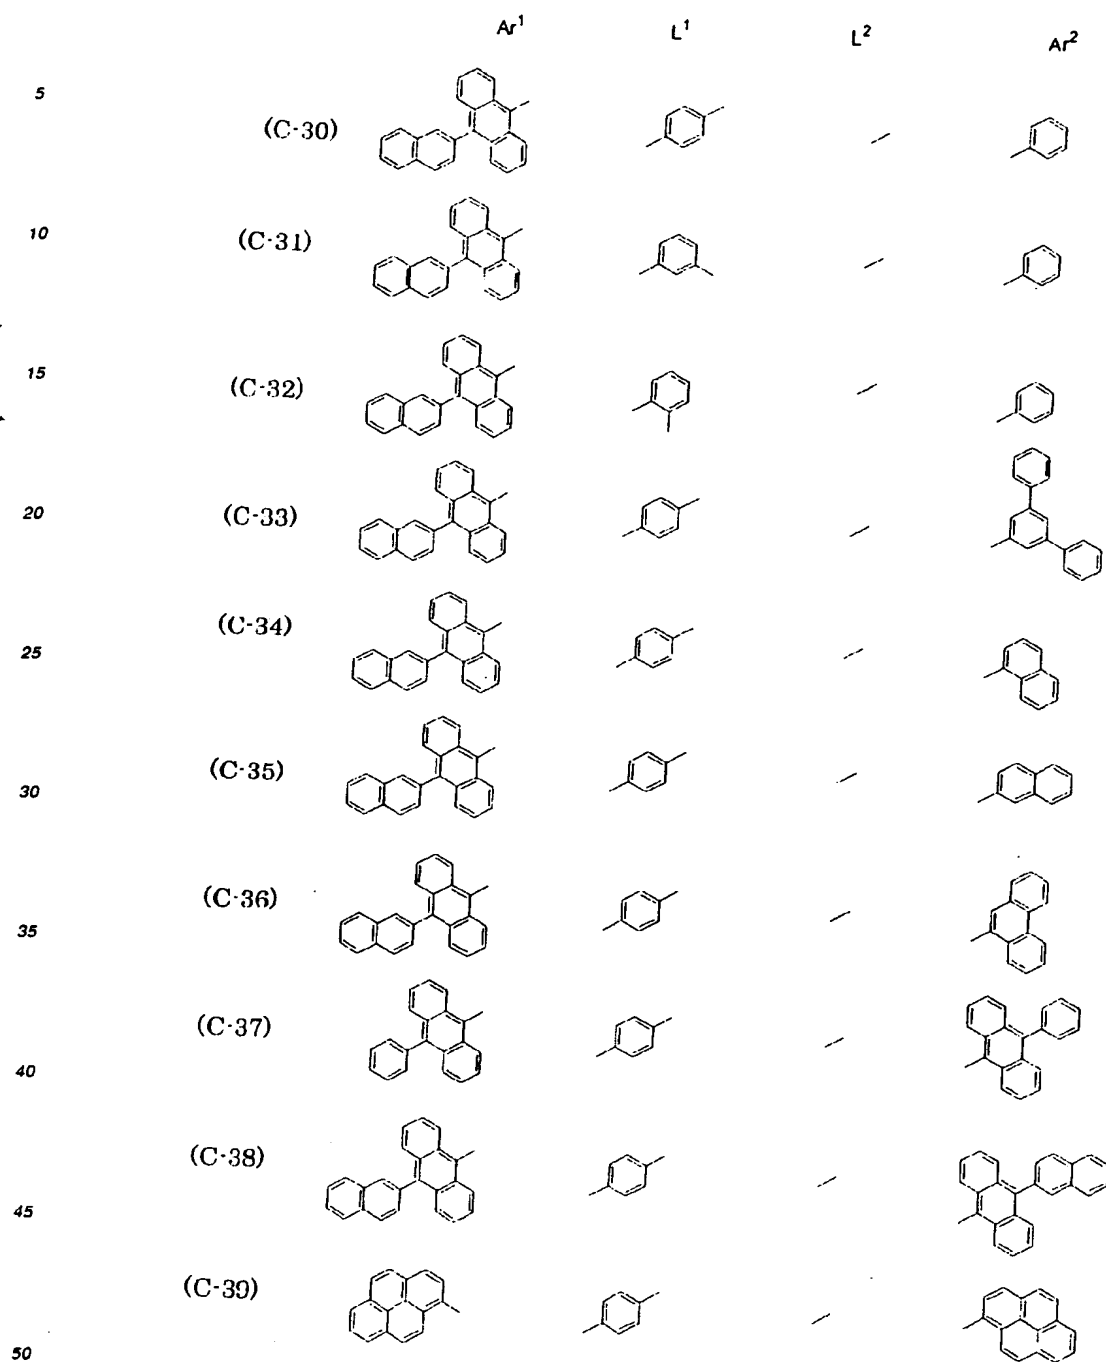 Ar¹ L¹ L² Ar²
5
(C-30)
10
(C-31)
15
(C-32)
20
(C-33)
(C-34)
25
(C-35)
30
(C-36)
35
(C-37)
40
(C-38)
45
(C-39)
50